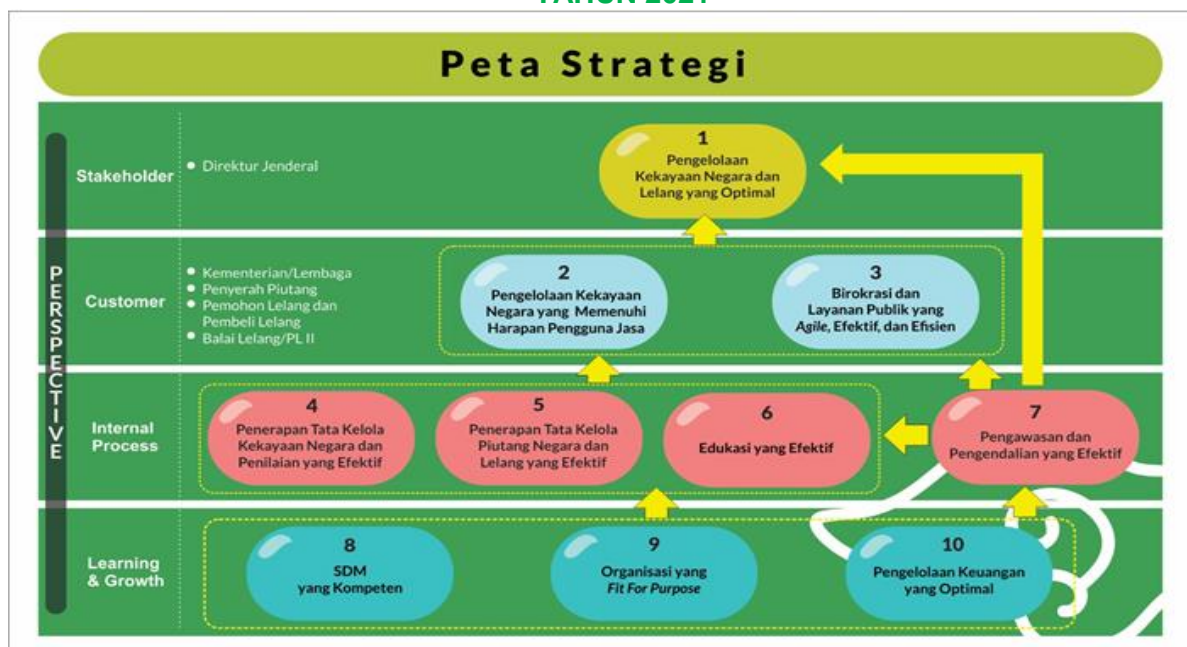 TAHUN 2021
Peta Strategi
PERSPECTIVE
Stakeholder
• Direktur Jenderal
1
Pengelolaan
Kekayaan Negara dan
Lelang yang Optimal
Customer
• Kementerian/Lembaga
• Penyerah Piutang
• Pemohon Lelang dan
Pembeli Lelang
• Balai Lelang/PL II
2
Pengelolaan Kekayaan
Negara yang Memenuhi
Harapan Pengguna Jasa
3
Birokrasi dan
Layanan Publik yang
Agile, Efektif, dan Efisien
Internal
Process
4
Penerapan Tata Kelola
Kekayaan Negara dan
Penilaian yang Efektif
5
Penerapan Tata Kelola
Piutang Negara dan
Lelang yang Efektif
6
Edukasi yang Efektif
7
Pengawasan dan
Pengendalian yang Efektif
Learning
& Growth
8
SDM
yang Kompeten
9
Organisasi yang
Fit For Purpose
10
Pengelolaan Keuangan
yang Optimal